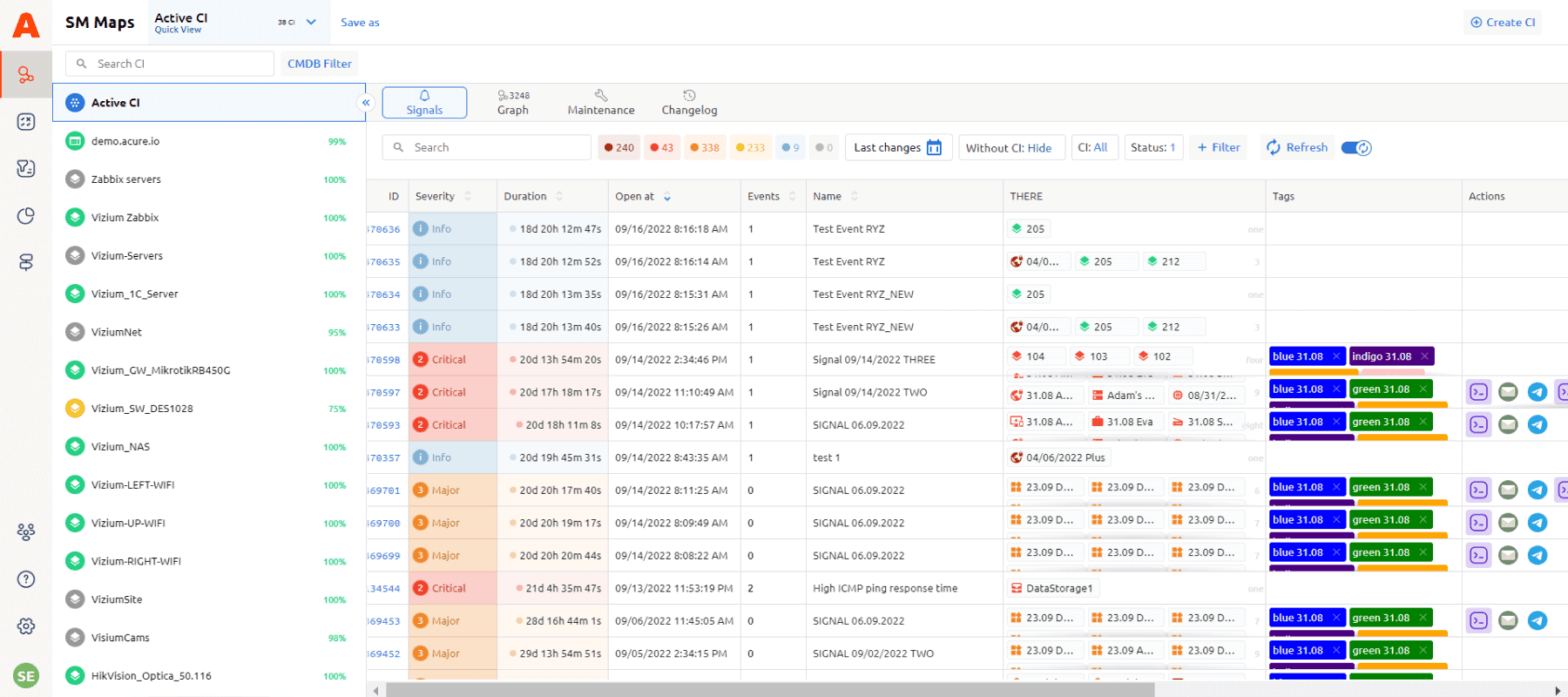 SM Maps
Active CI
Quick View
38 CI
Save as
Create CI
Search CI
CMDB Filter
Active CI
demo.acure.io 99%
Zabbix servers 100%
Vizium Zabbix 100%
Vizium-Servers 100%
Vizium_1C_Server 100%
ViziumNet 95%
Vizium_GW_MikrotikRB450G 100%
Vizium_SW_DES1028 75%
Vizium_NAS 100%
Vizium-LEFT-WIFI 100%
Vizium-UP-WIFI 100%
Vizium-RIGHT-WIFI 100%
ViziumSite 100%
VisiumCams 98%
HikVision_Optica_50.116 100%
SE
Signals
3248
Graph
Maintenance
Changelog
Search 240 43 338 233 9 0 Last changes Without CI: Hide CI: All Status: 1 + Filter Refresh
ID Severity Duration Open at Events Name THERE Tags Actions
370636 Info 18d 20h 12m 47s 09/16/2022 8:16:18 AM 1 Test Event RYZ 205 one
370635 Info 18d 20h 12m 52s 09/16/2022 8:16:14 AM 1 Test Event RYZ 04/0... 205 212 3
370634 Info 18d 20h 13m 35s 09/16/2022 8:15:31 AM 1 Test Event RYZ_NEW 205 one
370633 Info 18d 20h 13m 40s 09/16/2022 8:15:26 AM 1 Test Event RYZ_NEW 04/0... 205 212 3
370598 2 Critical 20d 13h 54m 20s 09/14/2022 2:34:46 PM 1 Signal 09/14/2022 THREE 104 103 102 four blue 31.08 indigo 31.08
370597 2 Critical 20d 17h 18m 17s 09/14/2022 11:10:49 AM 1 Signal 09/14/2022 TWO 31.08 A... Adam's ... 08/31/2... 9 blue 31.08 green 31.08
370593 2 Critical 20d 18h 11m 8s 09/14/2022 10:17:57 AM 1 SIGNAL 06.09.2022 31.08 A... 31.08 Eva 31.08 S... eight blue 31.08 green 31.08
370357 Info 20d 19h 45m 31s 09/14/2022 8:43:35 AM 1 test 1 04/06/2022 Plus one
369701 3 Major 20d 20h 17m 40s 09/14/2022 8:11:25 AM 0 SIGNAL 06.09.2022 23.09 D... 23.09 D... 23.09 D... 6 blue 31.08 green 31.08
369700 3 Major 20d 20h 19m 17s 09/14/2022 8:09:49 AM 0 SIGNAL 06.09.2022 23.09 D... 23.09 D... 23.09 D... 7 blue 31.08 green 31.08
369699 3 Major 20d 20h 20m 44s 09/14/2022 8:08:22 AM 0 SIGNAL 06.09.2022 23.09 D... 23.09 D... 23.09 D... 7 blue 31.08 green 31.08
134544 2 Critical 21d 4h 35m 47s 09/13/2022 11:53:19 PM 2 High ICMP ping response time DataStorage1 one
369453 3 Major 28d 16h 44m 1s 09/06/2022 11:45:05 AM 0 SIGNAL 06.09.2022 23.09 D... 23.09 D... 23.09 D... 7 blue 31.08 green 31.08
369452 3 Major 29d 13h 54m 51s 09/05/2022 2:34:15 PM 0 SIGNAL 09/02/2022 TWO 23.09 D... 23.09 A... 23.09 D... 9 blue 31.08 green 31.08